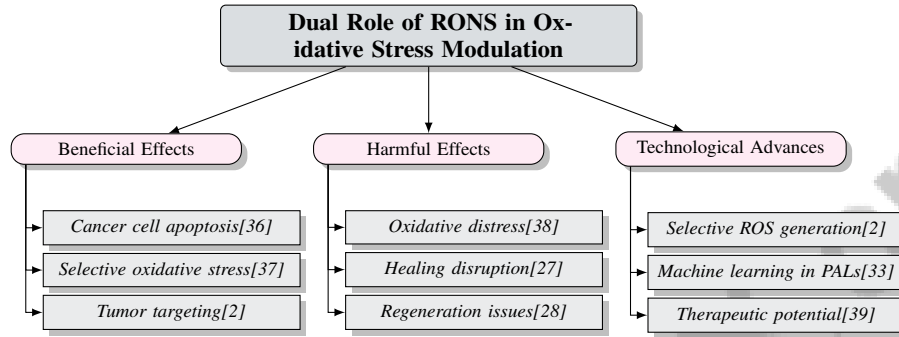 Dual Role of RONS in Ox-
idative Stress Modulation
Beneficial Effects
Cancer cell apoptosis[36]
Selective oxidative stress[37]
Tumor targeting[2]
Harmful Effects
Oxidative distress[38]
Healing disruption[27]
Regeneration issues[28]
Technological Advances
Selective ROS generation[2]
Machine learning in PALs[33]
Therapeutic potential[39]